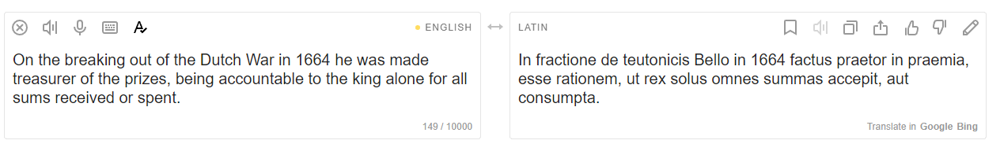 ENGLISH
On the breaking out of the Dutch War in 1664 he was made
treasurer of the prizes, being accountable to the king alone for all
sums received or spent.
149 / 10000
LATIN
In fractione de teutonicis Bello in 1664 factus praetor in praemia,
esse rationem, ut rex solus omnes summas accepit, aut
consumpta.
Translate in Google Bing